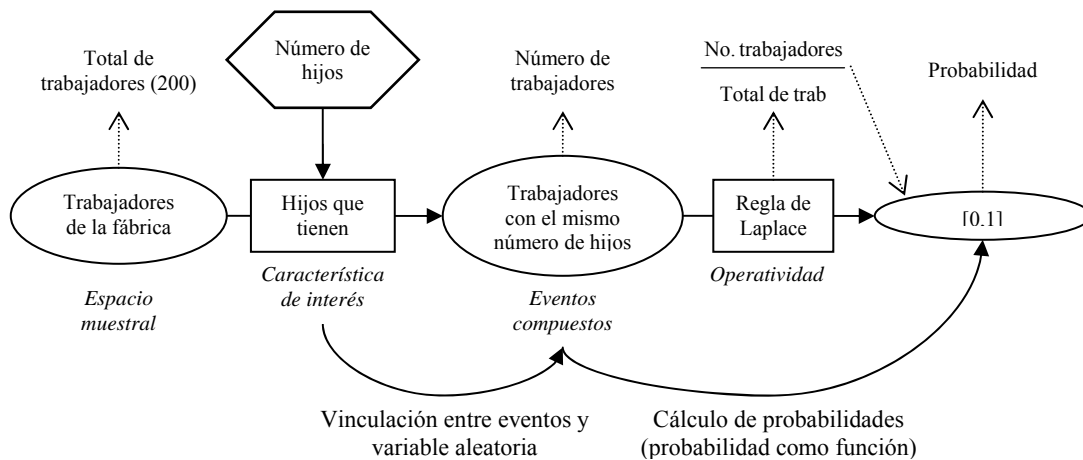 Total de
trabajadores (200)
Número de
hijos
Número de
trabajadores
No. trabajadores
Total de trab
Probabilidad
Trabajadores
de la fábrica
Hijos que
tienen
Trabajadores
con el mismo
número de hijos
Regla de
Laplace
[0.1]
Espacio
muestral
Característica
de interés
Eventos
compuestos
Operatividad
Vinculación entre eventos y
variable aleatoria
Cálculo de probabilidades
(probabilidad como función)